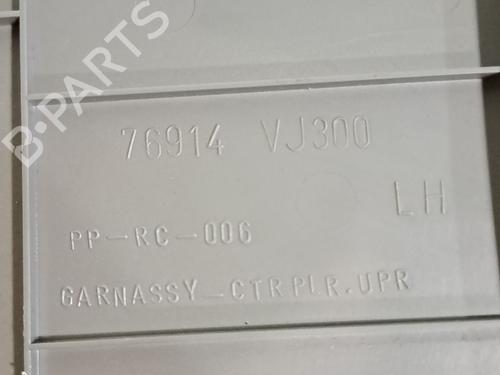 B-PARTS
76914 VJ300
LH
PP-RC-006
GARNASSY-CTRPLR.UPR